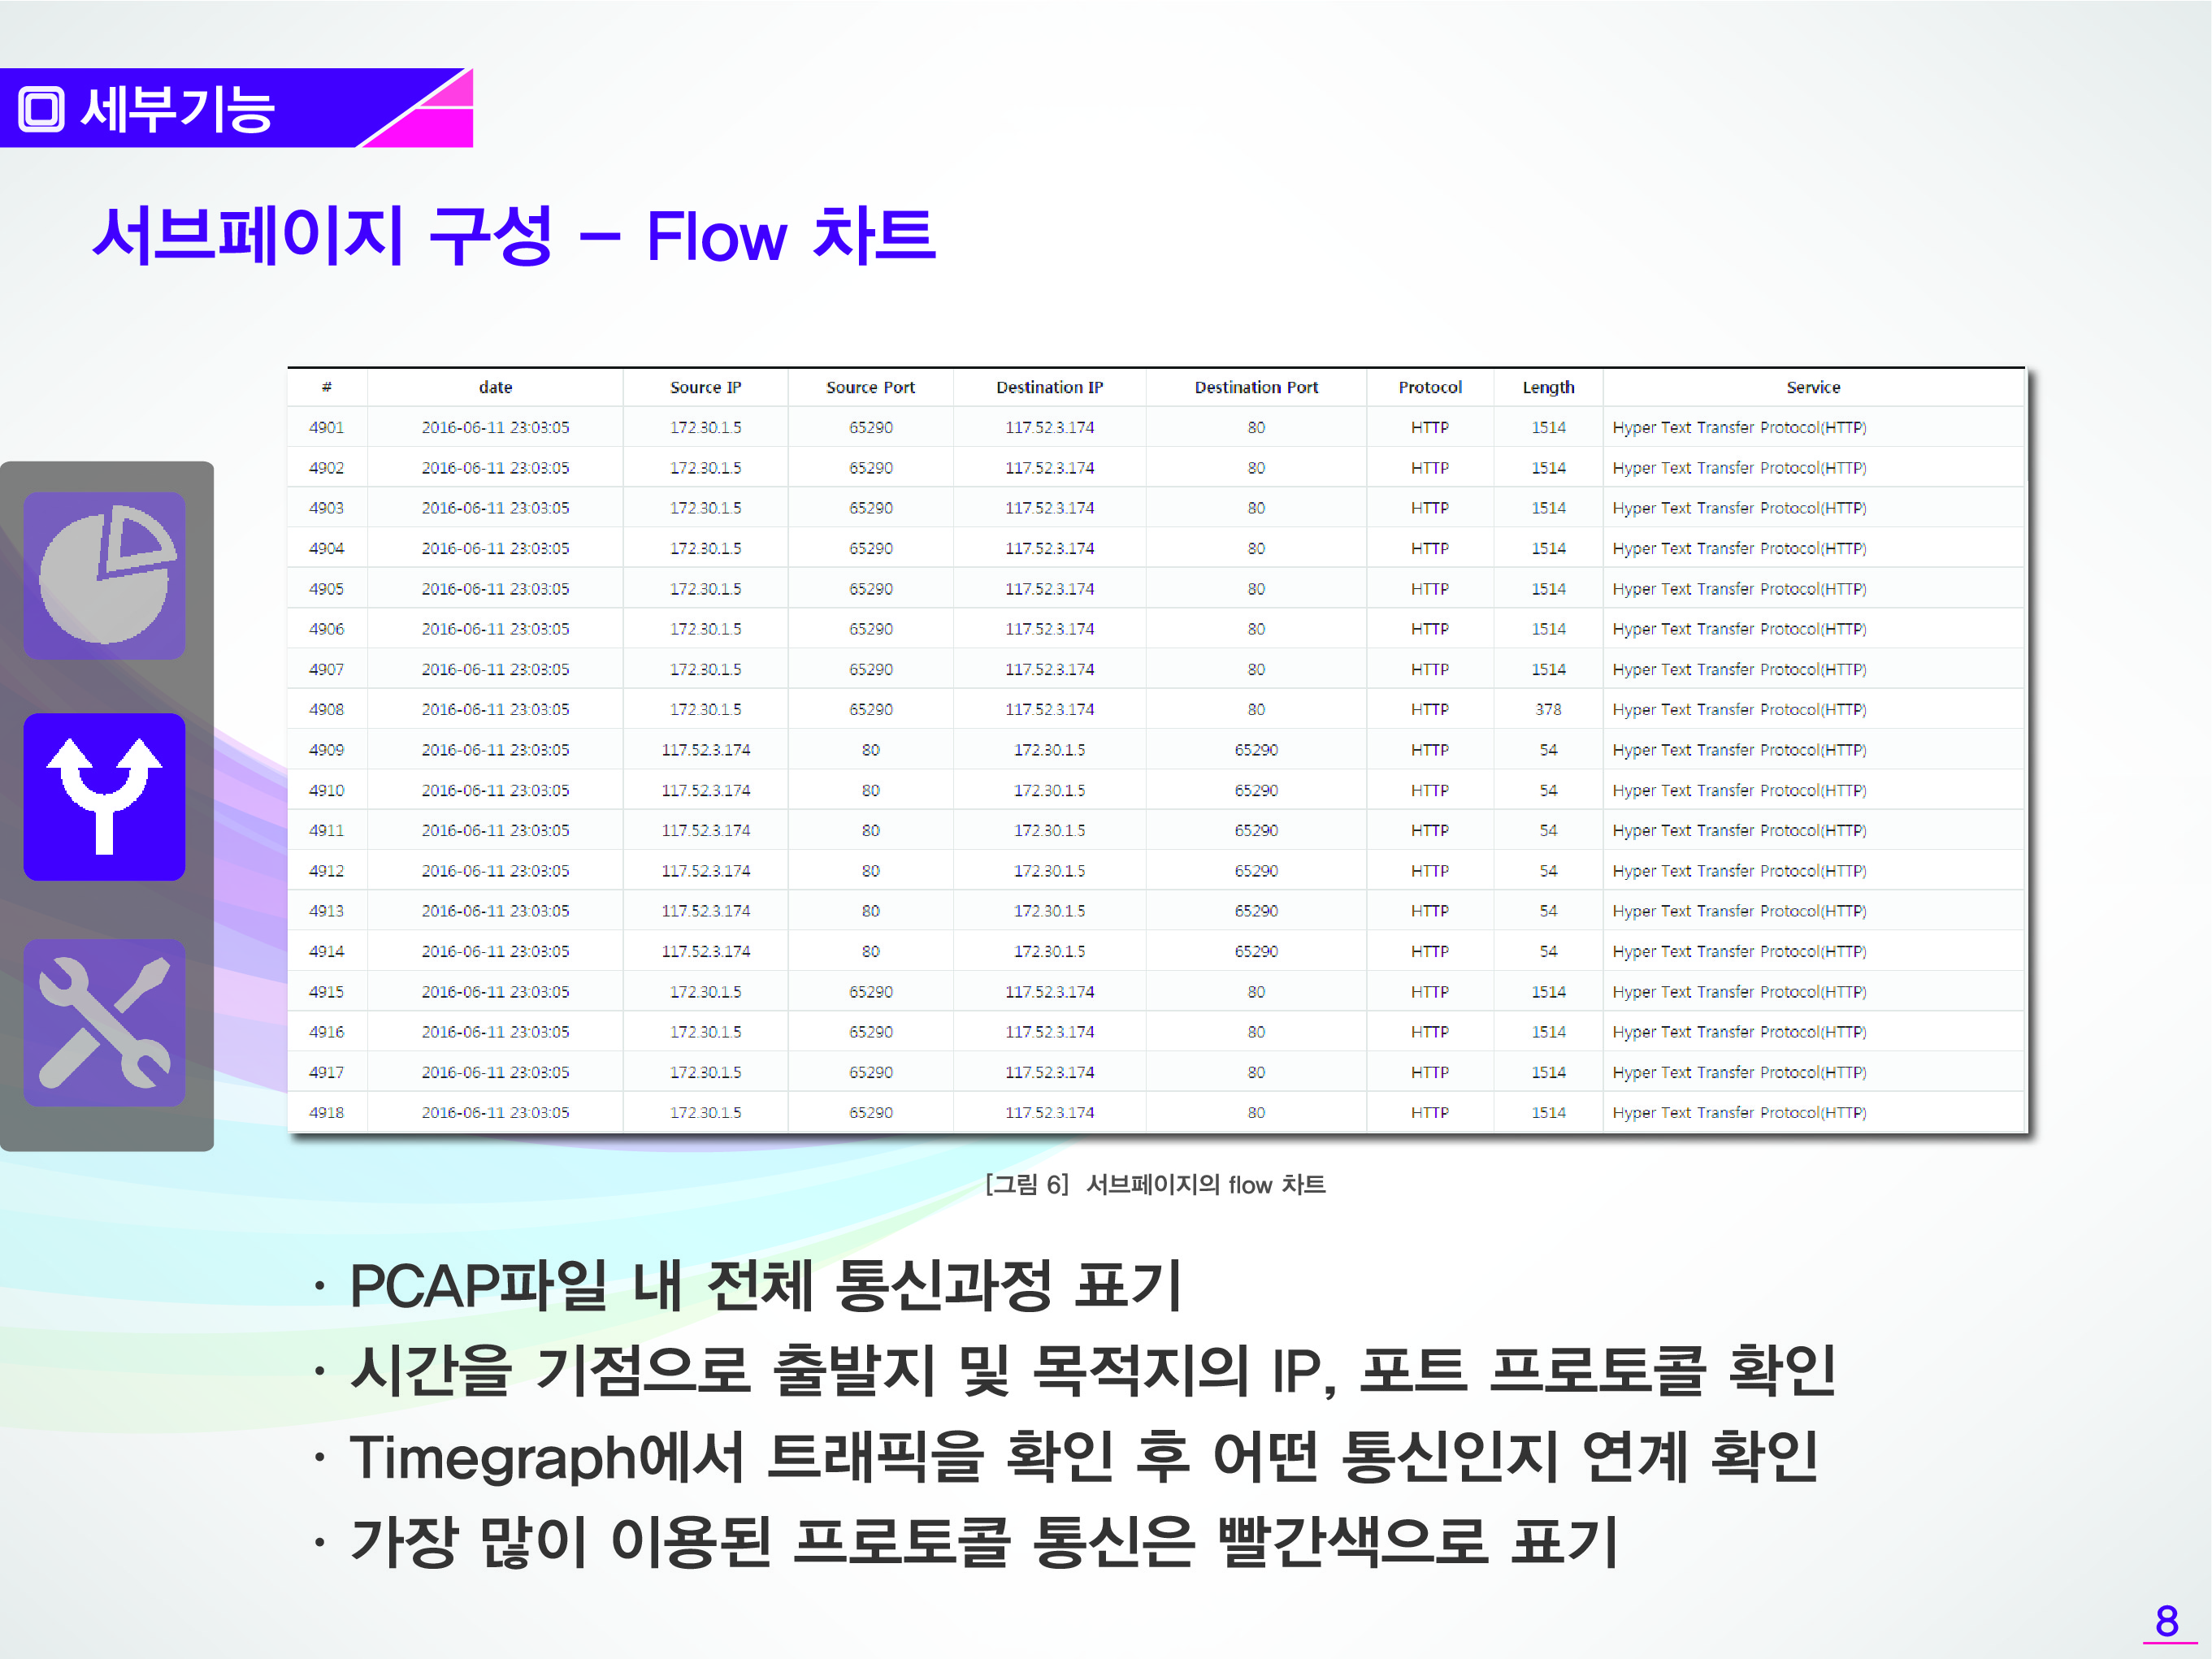 세부기능
서브페이지 구성 – Flow 차트
# date Source IP Source Port Destination IP Destination Port Protocol Length Service
4901 2016-06-11 23:03:05 172.30.1.5 65290 117.52.3.174 80 HTTP 1514 Hyper Text Transfer Protocol(HTTP)
4902 2016-06-11 23:03:05 172.30.1.5 65290 117.52.3.174 80 HTTP 1514 Hyper Text Transfer Protocol(HTTP)
4903 2016-06-11 23:03:05 172.30.1.5 65290 117.52.3.174 80 HTTP 1514 Hyper Text Transfer Protocol(HTTP)
4904 2016-06-11 23:03:05 172.30.1.5 65290 117.52.3.174 80 HTTP 1514 Hyper Text Transfer Protocol(HTTP)
4905 2016-06-11 23:03:05 172.30.1.5 65290 117.52.3.174 80 HTTP 1514 Hyper Text Transfer Protocol(HTTP)
4906 2016-06-11 23:03:05 172.30.1.5 65290 117.52.3.174 80 HTTP 1514 Hyper Text Transfer Protocol(HTTP)
4907 2016-06-11 23:03:05 172.30.1.5 65290 117.52.3.174 80 HTTP 1514 Hyper Text Transfer Protocol(HTTP)
4908 2016-06-11 23:03:05 172.30.1.5 65290 117.52.3.174 80 HTTP 378 Hyper Text Transfer Protocol(HTTP)
4909 2016-06-11 23:03:05 117.52.3.174 80 172.30.1.5 65290 HTTP 54 Hyper Text Transfer Protocol(HTTP)
4910 2016-06-11 23:03:05 117.52.3.174 80 172.30.1.5 65290 HTTP 54 Hyper Text Transfer Protocol(HTTP)
4911 2016-06-11 23:03:05 117.52.3.174 80 172.30.1.5 65290 HTTP 54 Hyper Text Transfer Protocol(HTTP)
4912 2016-06-11 23:03:05 117.52.3.174 80 172.30.1.5 65290 HTTP 54 Hyper Text Transfer Protocol(HTTP)
4913 2016-06-11 23:03:05 117.52.3.174 80 172.30.1.5 65290 HTTP 54 Hyper Text Transfer Protocol(HTTP)
4914 2016-06-11 23:03:05 117.52.3.174 80 172.30.1.5 65290 HTTP 54 Hyper Text Transfer Protocol(HTTP)
4915 2016-06-11 23:03:05 172.30.1.5 65290 117.52.3.174 80 HTTP 1514 Hyper Text Transfer Protocol(HTTP)
4916 2016-06-11 23:03:05 172.30.1.5 65290 117.52.3.174 80 HTTP 1514 Hyper Text Transfer Protocol(HTTP)
4917 2016-06-11 23:03:05 172.30.1.5 65290 117.52.3.174 80 HTTP 1514 Hyper Text Transfer Protocol(HTTP)
4918 2016-06-11 23:03:05 172.30.1.5 65290 117.52.3.174 80 HTTP 1514 Hyper Text Transfer Protocol(HTTP)
[그림 6] 서브페이지의 flow 차트
· PCAP파일 내 전체 통신과정 표기
· 시간을 기점으로 출발지 및 목적지의 IP, 포트 프로토콜 확인
· Timegraph에서 트래픽을 확인 후 어떤 통신인지 연계 확인
· 가장 많이 이용된 프로토콜 통신은 빨간색으로 표기
8